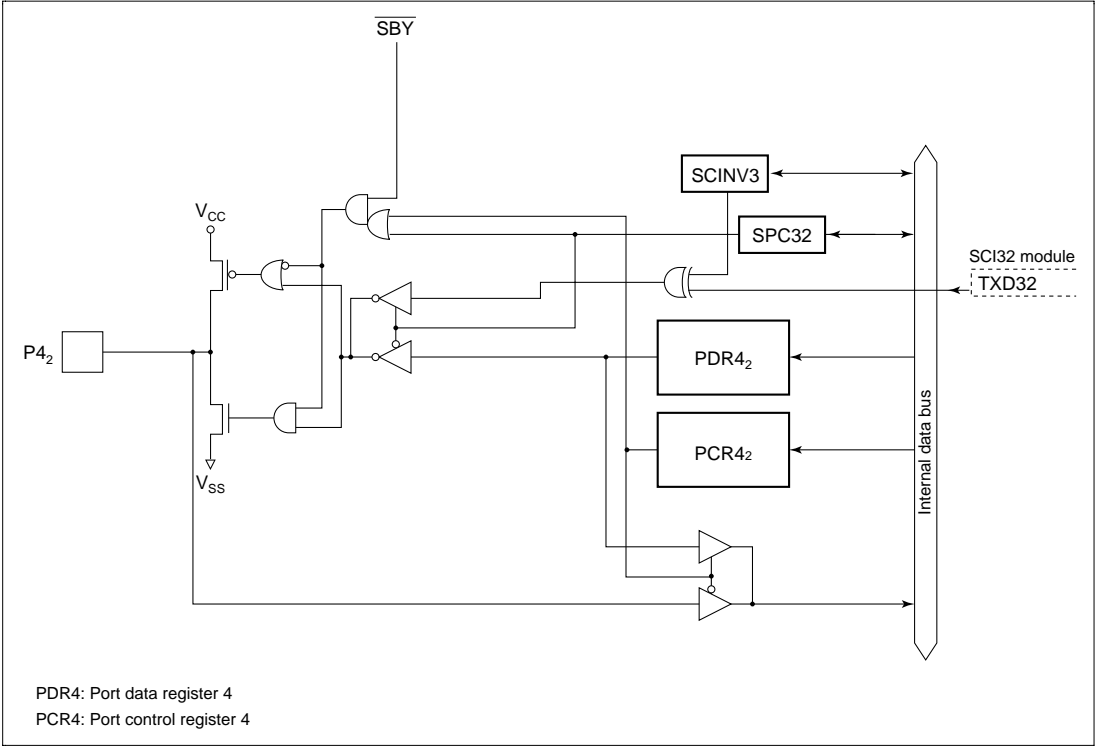 SBY
SCINV3
VCC
SPC32
SCI32 module
TXD32
P42
PDR42
PCR42
Internal data bus
VSS
PDR4: Port data register 4
PCR4: Port control register 4